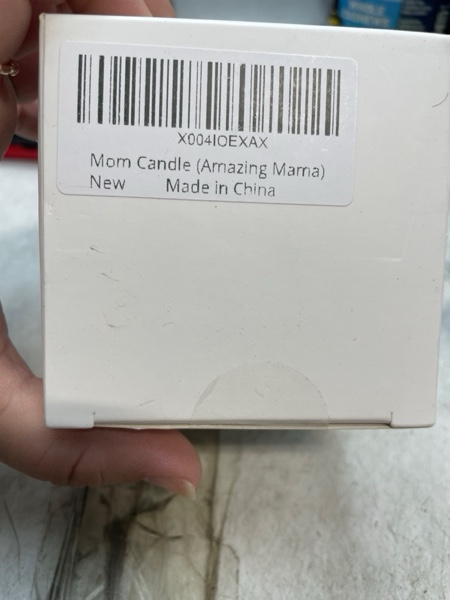 X004IOEXAX
Mom Candle (Amazing Mama)
New Made in China